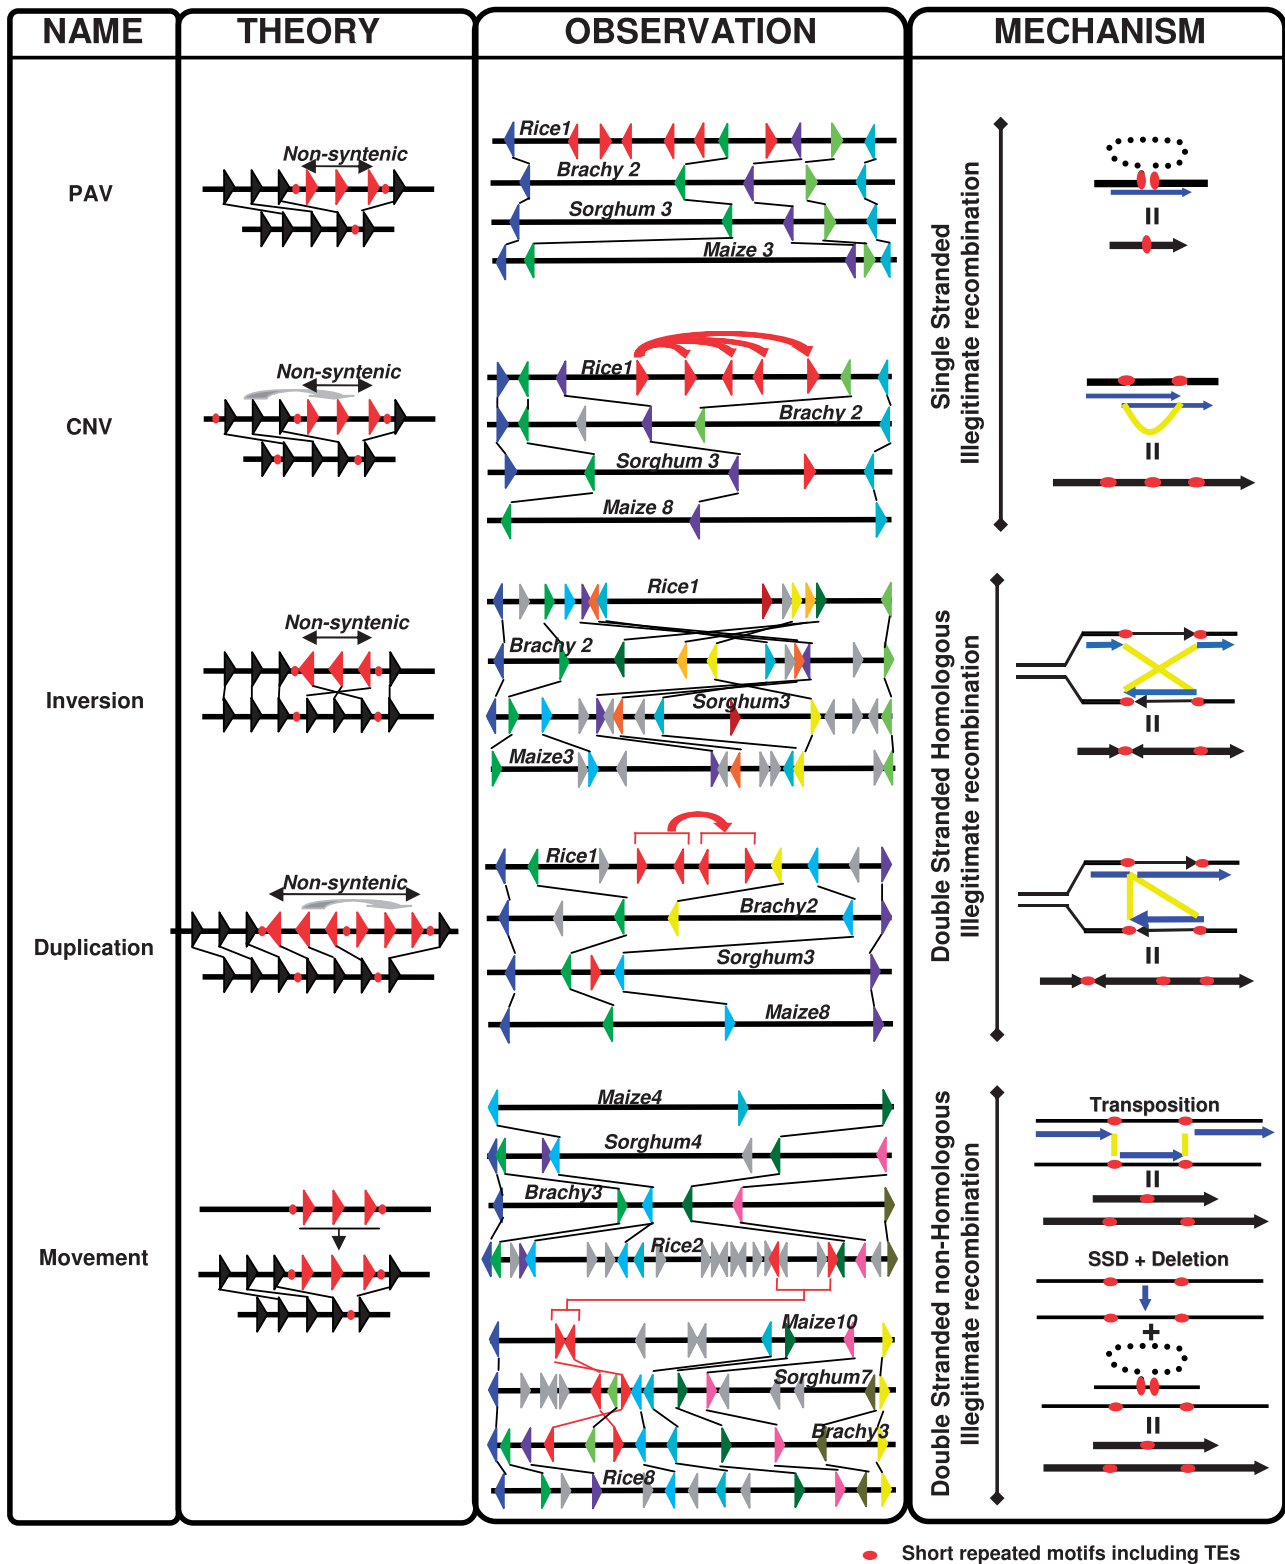 NAME
THEORY
OBSERVATION
MECHANISM
PAV
Non-syntenic
Rice1
Brachy 2
Sorghum 3
Maize 3
CNV
Non-syntenic
Rice1
Brachy 2
Sorghum 3
Maize 8
Single Stranded
Illegitimate recombination
Inversion
Non-syntenic
Rice1
Brachy 2
Sorghum3
Maize3
Duplication
Non-syntenic
Rice1
Brachy2
Sorghum3
Maize8
Double Stranded Homologous
Illegitimate recombination
Movement
Maize4
Sorghum4
Brachy3
Rice2
Maize10
Sorghum7
Brachy3
Rice8
Double Stranded non-Homologous
Illegitimate recombination
Transposition
SSD + Deletion
+
Short repeated motifs including TEs